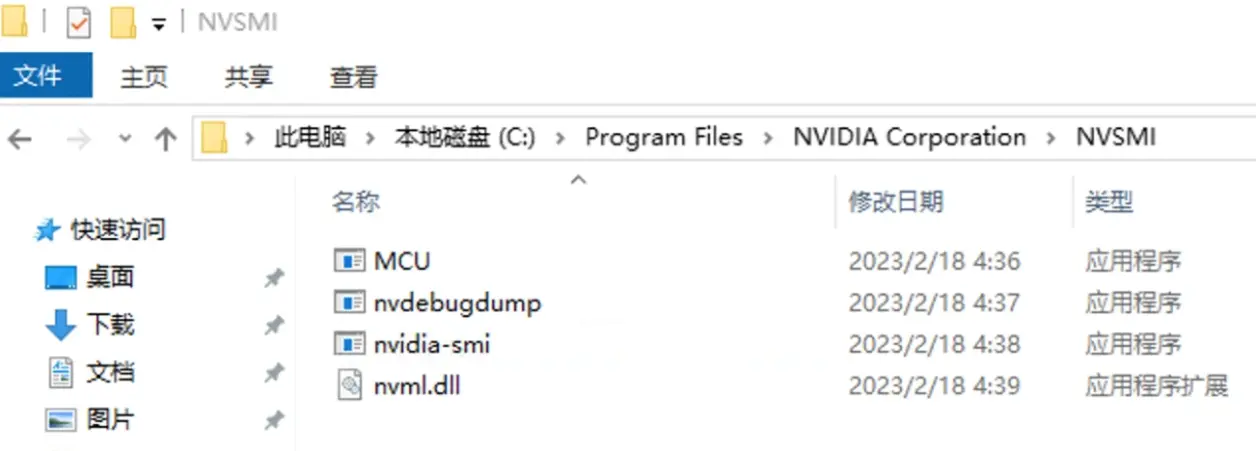 NVSMI
文件 主页 共享 查看
此电脑 本地磁盘 (C:) Program Files NVIDIA Corporation NVSMI
名称 修改日期 类型
快速访问
桌面
下载
文档
图片
MCU 2023/2/18 4:36 应用程序
nvdebugdump 2023/2/18 4:37 应用程序
nvidia-smi 2023/2/18 4:38 应用程序
nvml.dll 2023/2/18 4:39 应用程序扩展